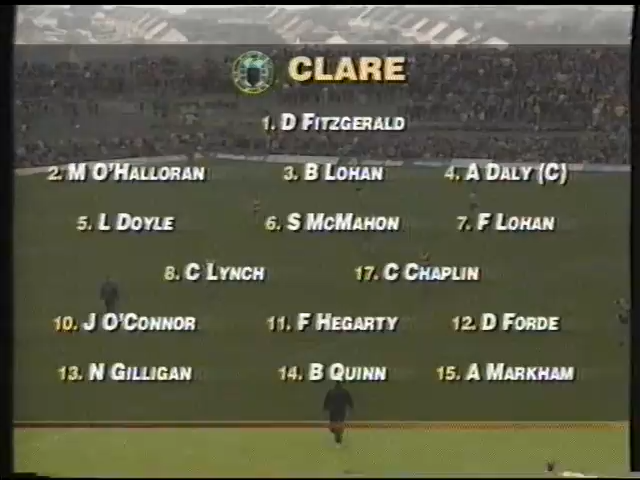 CLARE
1. D FITZGERALD
2. M O'HALLORAN 3. B LOHAN 4. A DALY (C)
5. L DOYLE 6. S MCMAHON 7. F LOHAN
8. C LYNCH 17. C CHAPLIN
10. J O'CONNOR 11. F HEGARTY 12. D FORDE
13. N GILLIGAN 14. B QUINN 15. A MARKHAM